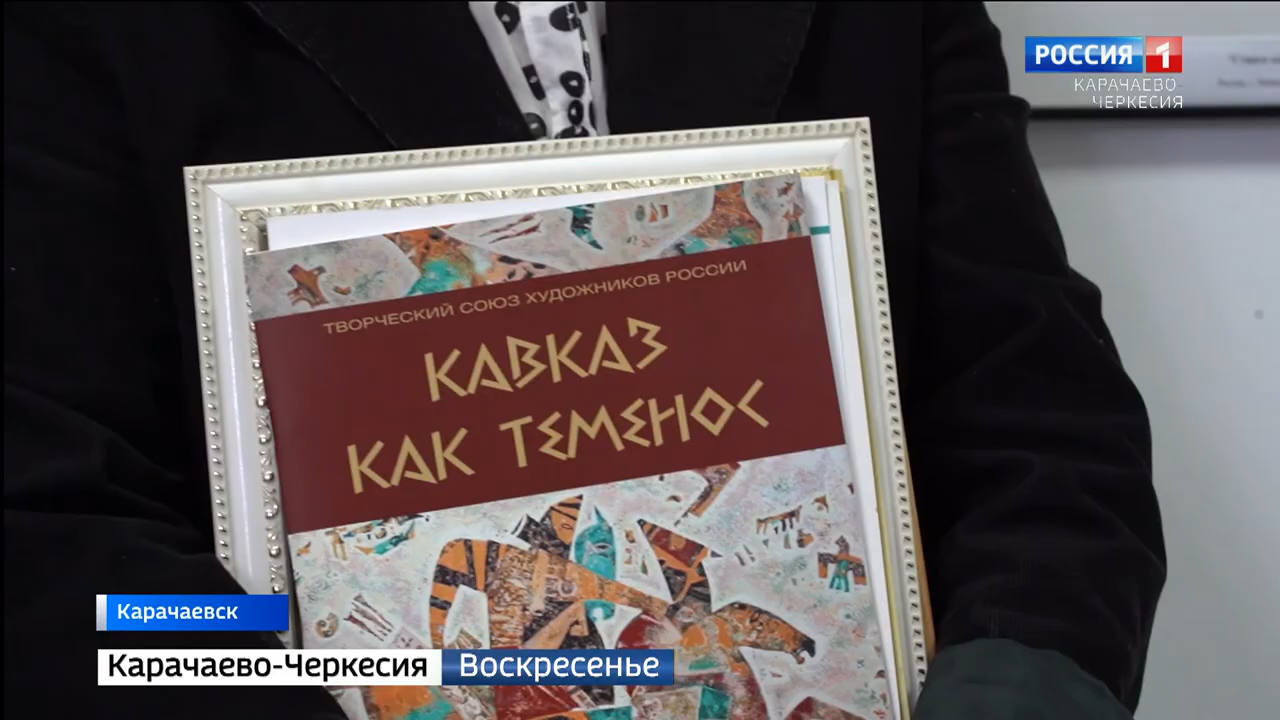 РОССИЯ 1
КАРАЧАЕВО-
ЧЕРКЕСИЯ
ТВОРЧЕСКИЙ СОЮЗ ХУДОЖНИКОВ РОССИИ
КАВКАЗ
КАК ТЕМЕНОС
Карачаевск
Карачаево-Черкесия Воскресенье